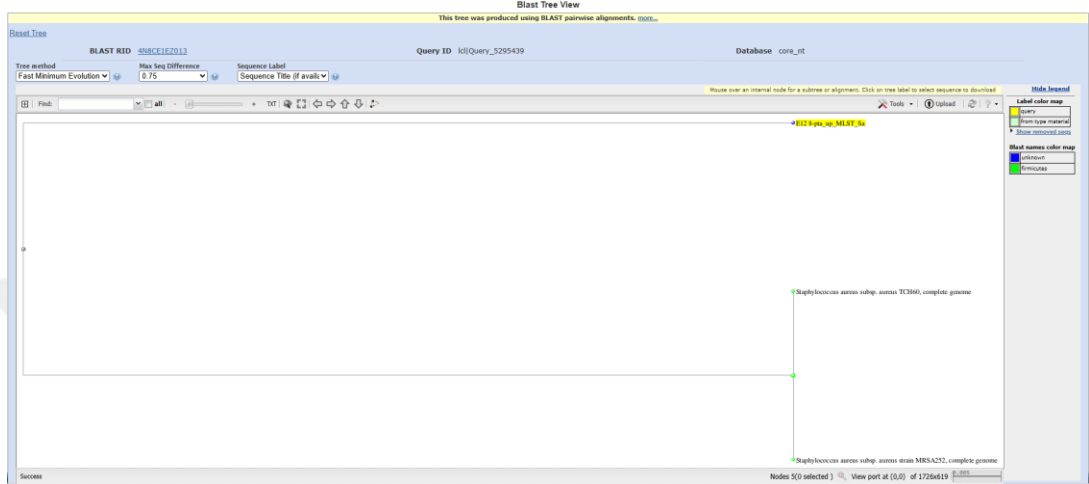 Blast Tree View
This tree was produced using BLAST pairwise alignments. more...
Reset Tree
BLAST RID 4N8CE1EZ013 Query ID lcl|Query_5295439 Database core_nt
Tree method Max Seq Difference Sequence Label
Fast Minimum Evolution 0.75 Sequence Title (if availa
Mouse over an internal node for a subtree or alignment. Click on tree label to select sequence to download
Hide legend
Find: all - + TXT Tools Upload ?
Label color map
query
from type material
Show removed seqs
Blast names color map
unknown
firmicutes
Staphylococcus aureus subsp. aureus TCH60, complete genome
Staphylococcus aureus subsp. aureus strain MRSA252, complete genome
Success Nodes 5(0 selected) View port at (0,0) of 1726x619